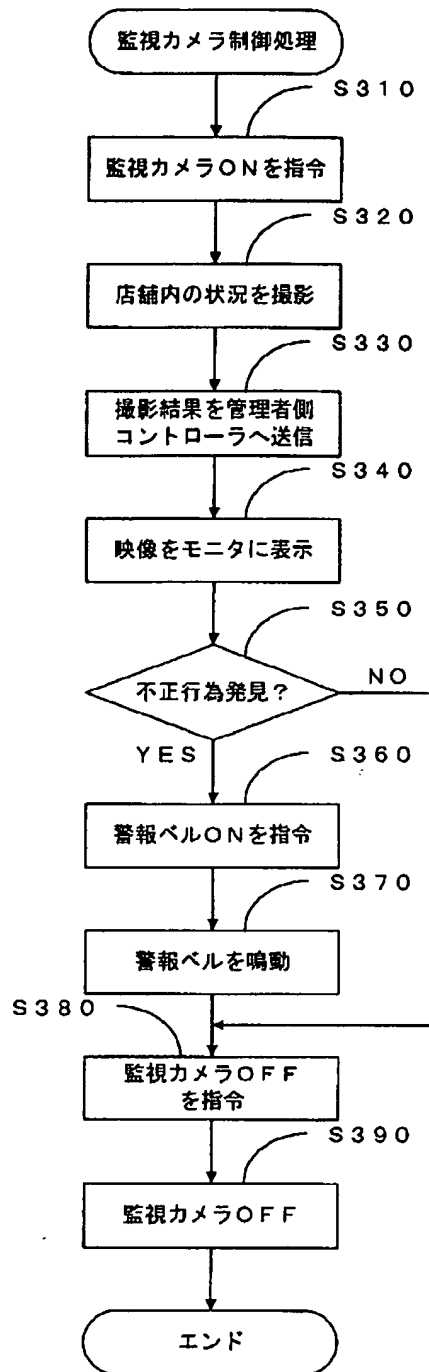 監視カメラ制御処理
S310
監視カメラONを指令
S320
店舗内の状況を撮影
S330
撮影結果を管理者側
コントローラへ送信
S340
映像をモニタに表示
S350
不正行為発見?
NO
YES
S360
警報ベルONを指令
S370
警報ベルを鳴動
S380
監視カメラOFF
を指令
S390
監視カメラOFF
エンド